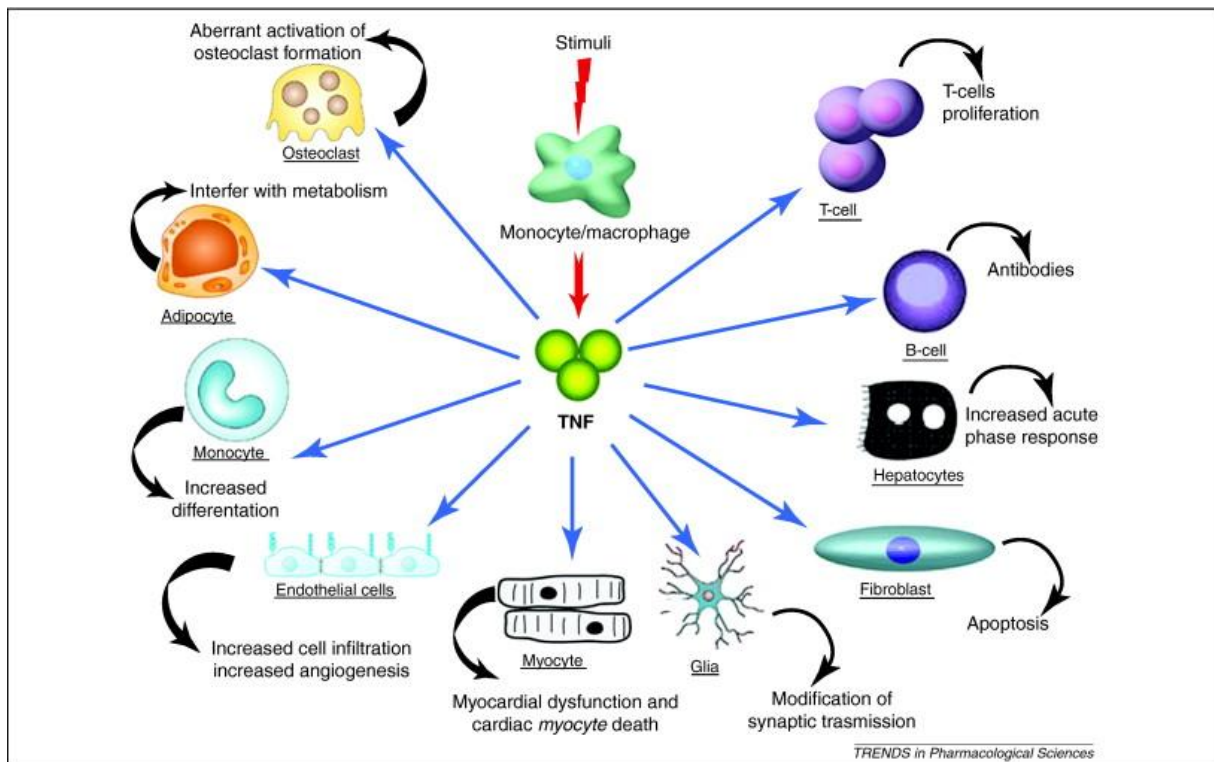 Aberrant activation of
osteoclast formation
Osteoclast
Stimuli
Monocyte/macrophage
T-cells
proliferation
T-cell
Interfer with metabolism
Adipocyte
Antibodies
B-cell
TNF
Monocyte
Increased
differentation
Increased acute
phase response
Hepatocytes
Endothelial cells
Increased cell infiltration
increased angiogenesis
Myocyte
Myocardial dysfunction and
cardiac myocyte death
Glia
Modification of
synaptic trasmission
Fibroblast
Apoptosis
TRENDS in Pharmacological Sciences